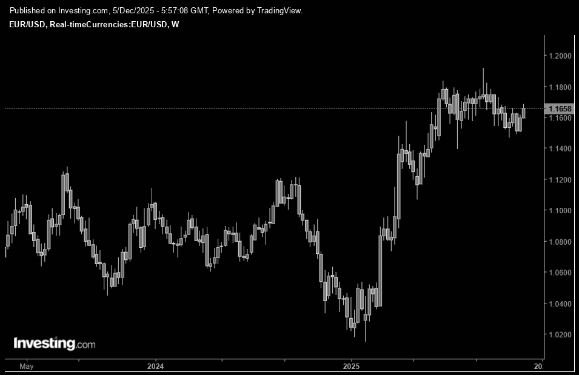 Published on Investing.com, 5/Dec/2025 - 5:57:08 GMT, Powered by TradingView.
EUR/USD, Real-timeCurrencies:EUR/USD, W
1.2000
1.1800
1.1658
1.1600
1.1400
1.1200
1.1000
1.0800
1.0600
1.0400
1.0200
Investing.com
May 2024 2025 20